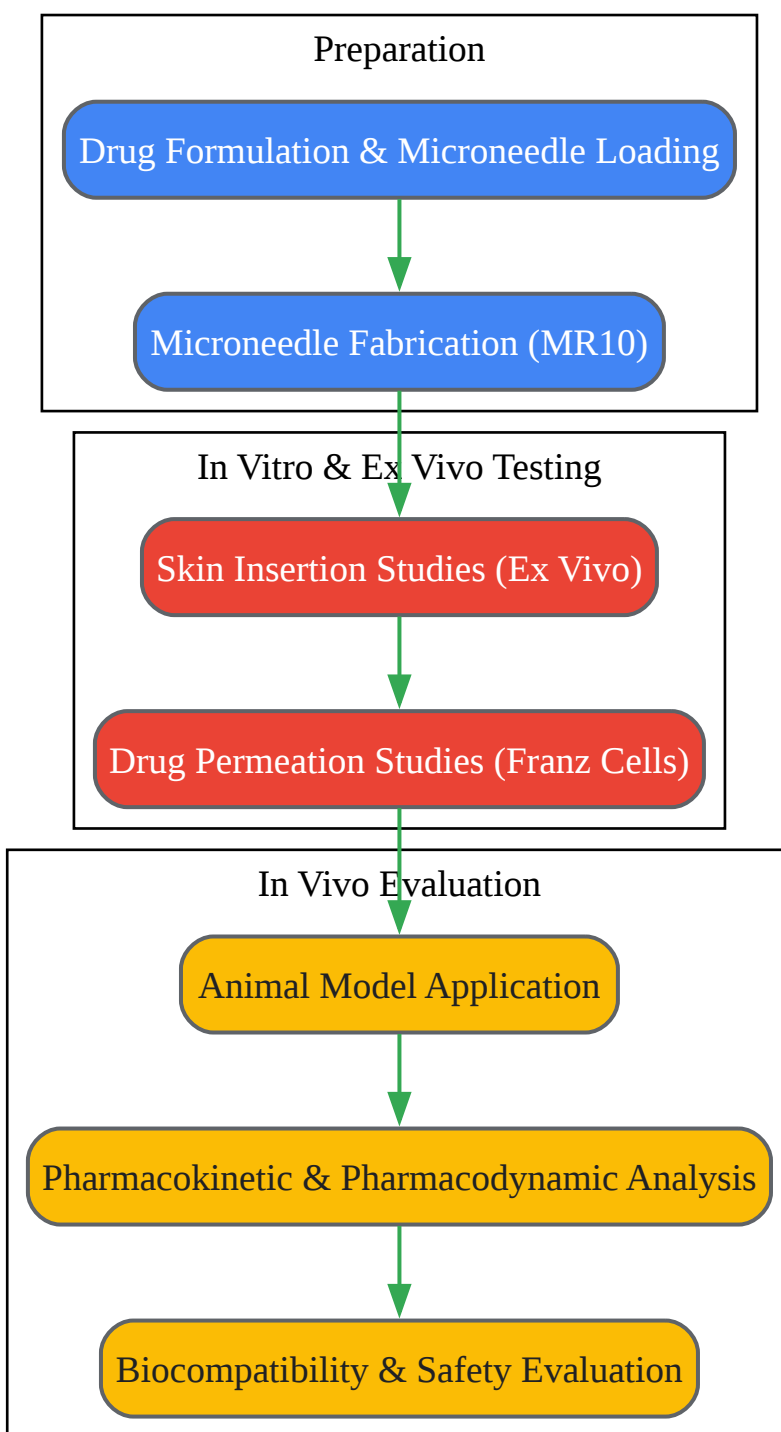 Preparation
Drug Formulation & Microneedle Loading
Microneedle Fabrication (MR10)
In Vitro & Ex Vivo Testing
Skin Insertion Studies (Ex Vivo)
Drug Permeation Studies (Franz Cells)
In Vivo Evaluation
Animal Model Application
Pharmacokinetic & Pharmacodynamic Analysis
Biocompatibility & Safety Evaluation